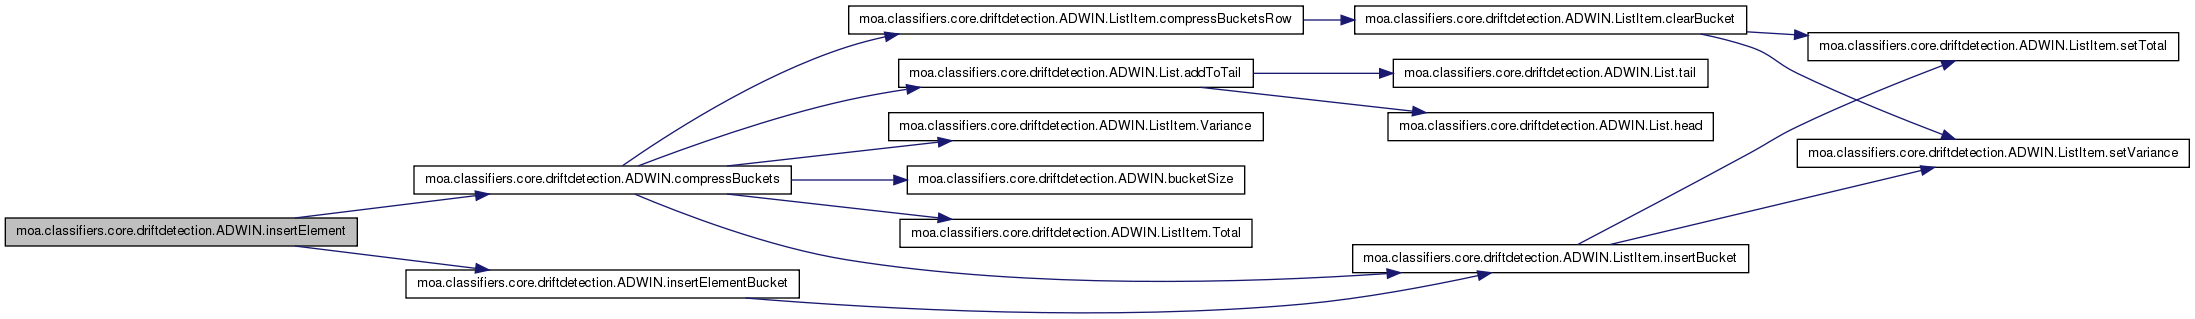 moa.classifiers.core.driftdetection.ADWIN.ListItem.compressBucketsRow
moa.classifiers.core.driftdetection.ADWIN.ListItem.clearBucket
moa.classifiers.core.driftdetection.ADWIN.ListItem.setTotal
moa.classifiers.core.driftdetection.ADWIN.List.addToTail
moa.classifiers.core.driftdetection.ADWIN.List.tail
moa.classifiers.core.driftdetection.ADWIN.ListItem.Variance
moa.classifiers.core.driftdetection.ADWIN.List.head
moa.classifiers.core.driftdetection.ADWIN.ListItem.setVariance
moa.classifiers.core.driftdetection.ADWIN.compressBuckets
moa.classifiers.core.driftdetection.ADWIN.bucketSize
moa.classifiers.core.driftdetection.ADWIN.insertElement
moa.classifiers.core.driftdetection.ADWIN.ListItem.Total
moa.classifiers.core.driftdetection.ADWIN.ListItem.insertBucket
moa.classifiers.core.driftdetection.ADWIN.insertElementBucket